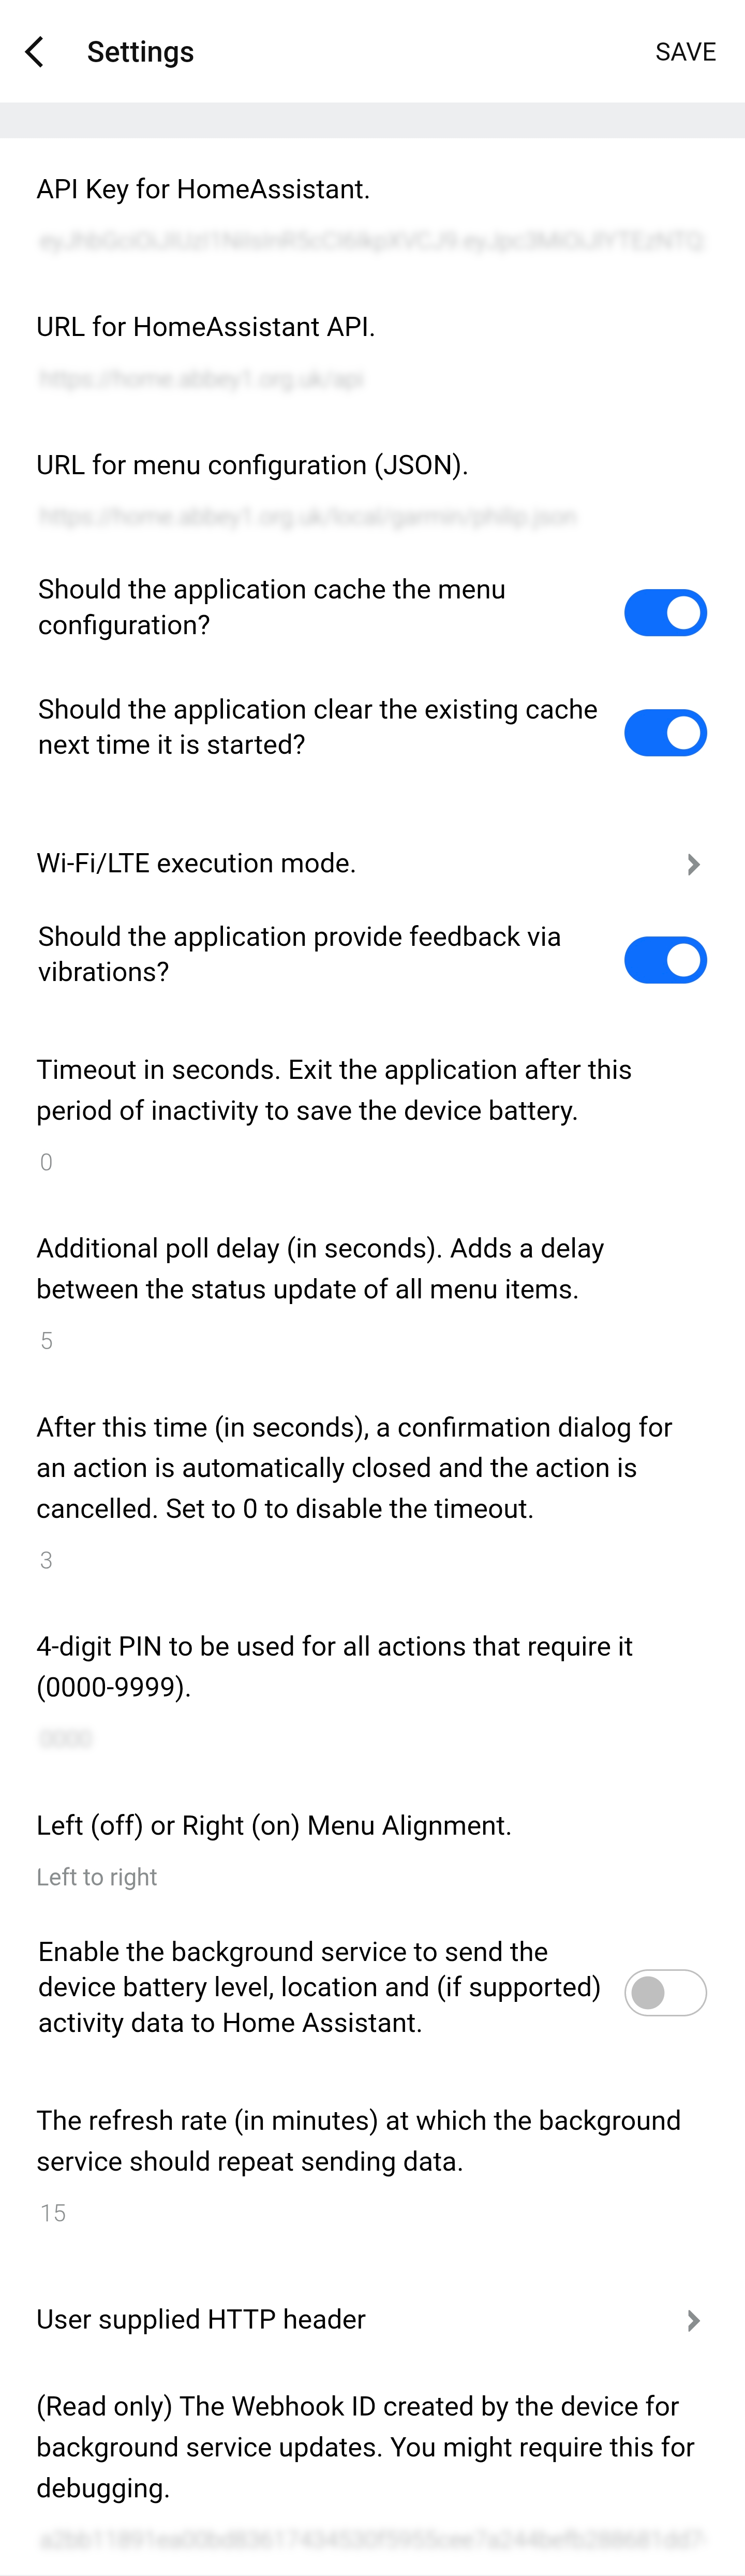 Settings
SAVE
API Key for HomeAssistant.
URL for HomeAssistant API.
URL for menu configuration (JSON).
Should the application cache the menu
configuration?
Should the application clear the existing cache
next time it is started?
Wi-Fi/LTE execution mode.
Should the application provide feedback via
vibrations?
Timeout in seconds. Exit the application after this
period of inactivity to save the device battery.
0
Additional poll delay (in seconds). Adds a delay
between the status update of all menu items.
5
After this time (in seconds), a confirmation dialog for
an action is automatically closed and the action is
cancelled. Set to 0 to disable the timeout.
3
4-digit PIN to be used for all actions that require it
(0000-9999).
Left (off) or Right (on) Menu Alignment.
Left to right
Enable the background service to send the
device battery level, location and (if supported)
activity data to Home Assistant.
The refresh rate (in minutes) at which the background
service should repeat sending data.
15
User supplied HTTP header
(Read only) The Webhook ID created by the device for
background service updates. You might require this for
debugging.